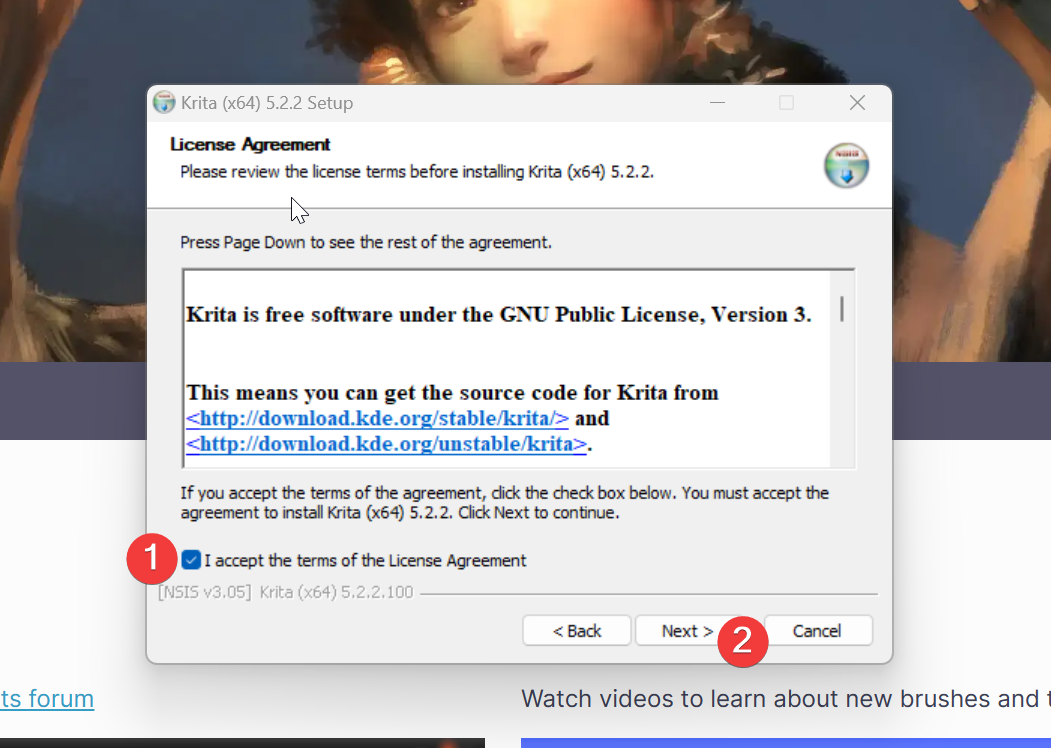 Krita (x64) 5.2.2 Setup
License Agreement
Please review the license terms before installing Krita (x64) 5.2.2.
NSIS
Press Page Down to see the rest of the agreement.
Krita is free software under the GNU Public License, Version 3.
This means you can get the source code for Krita from
<http://download.kde.org/stable/krita/> and
<http://download.kde.org/unstable/krita>.
If you accept the terms of the agreement, click the check box below. You must accept the
agreement to install Krita (x64) 5.2.2. Click Next to continue.
1 I accept the terms of the License Agreement
[NSIS v3.05] Krita (x64) 5.2.2.100
< Back Next > 2 Cancel
ts forum
Watch videos to learn about new brushes and t